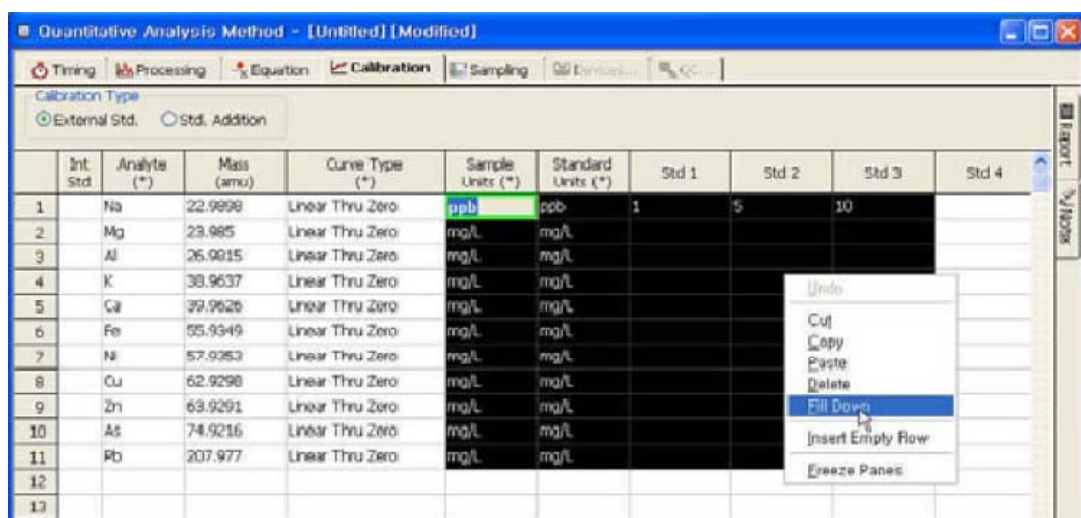 Quantitative Analysis Method - [Untitled] [Modified]
Timing Processing Equation Calibration Sampling
Calibration Type
External Std. Std. Addition
Int Std Analyte (*) Mass (amu) Curve Type (*) Sample Units (*) Standard Units (*) Std 1 Std 2 Std 3 Std 4
1 Na 22.9898 Linear Thru Zero ppb ppb 1 5 10
2 Mg 23.985 Linear Thru Zero mg/L mg/L
3 Al 26.9815 Linear Thru Zero mg/L mg/L
4 K 38.9637 Linear Thru Zero mg/L mg/L
5 Ca 39.9626 Linear Thru Zero mg/L mg/L
6 Fe 55.9349 Linear Thru Zero mg/L mg/L
7 Ni 57.9353 Linear Thru Zero mg/L mg/L
8 Cu 62.9298 Linear Thru Zero mg/L mg/L
9 Zn 63.9291 Linear Thru Zero mg/L mg/L
10 As 74.9216 Linear Thru Zero mg/L mg/L
11 Pb 207.977 Linear Thru Zero mg/L mg/L
12
13
Undo
Cut
Copy
Paste
Delete
Fill Down
Insert Empty Row
Freeze Panes
Report
Notes